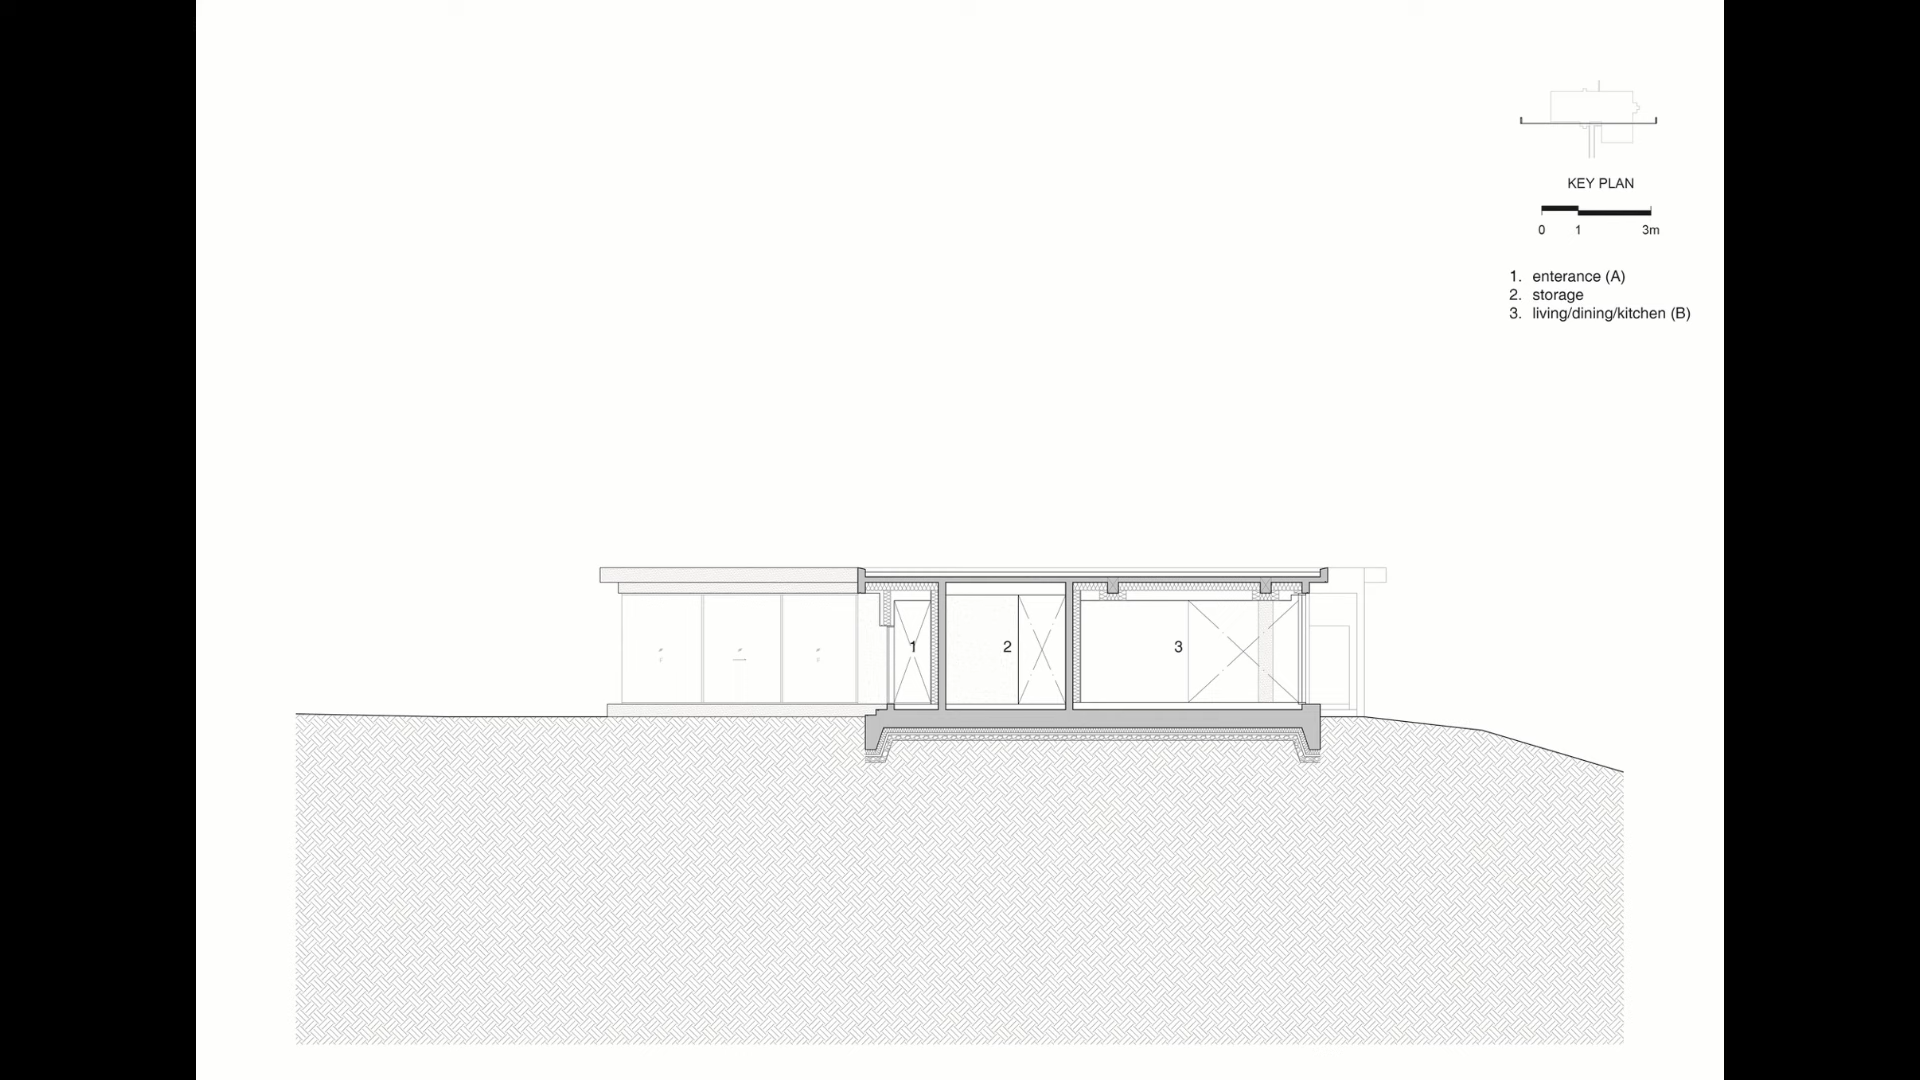 KEY PLAN
0 1 3m
1. enterance (A)
2. storage
3. living/dining/kitchen (B)
1 2 3